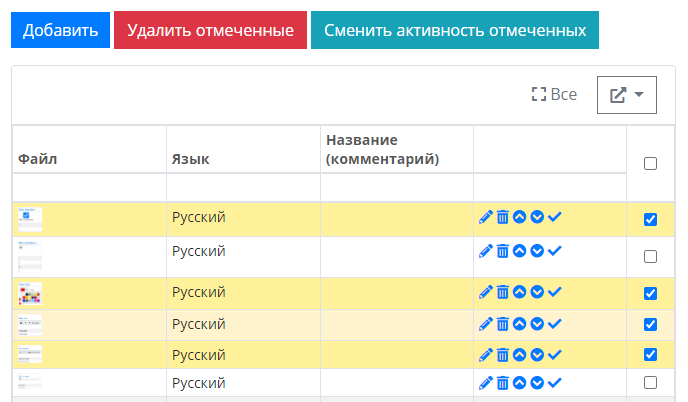 Добавить Удалить отмеченные Сменить активность отмеченных
Все
Файл Язык Название (комментарий)
Русский
Русский
Русский
Русский
Русский
Русский